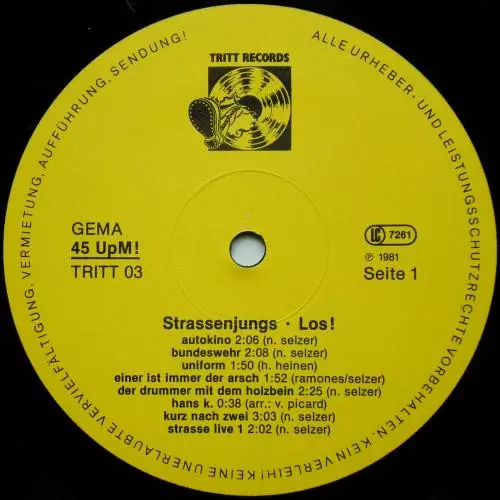 TRITT RECORDS
ALLE URHEBER- UND LEISTUNGSSCHUTZRECHTE VORBEHALTEN. KEIN VERLEIH! KEINE UNERLAUBTE VERVIELFÄLTIGUNG, VERMIETUNG, AUFFÜHRUNG, SENDUNG!
GEMA
45 UpM!
TRITT 03
LC 7261
℗ 1981
Seite 1
Strassenjungs · Los!
autokino 2:06 (n. selzer)
bundeswehr 2:08 (n. selzer)
uniform 1:50 (h. heinen)
einer ist immer der arsch 1:52 (ramones/selzer)
der drummer mit dem holzbein 2:25 (n. selzer)
hans k. 0:38 (arr.: v. picard)
kurz nach zwei 3:03 (n. selzer)
strasse live 1 2:02 (n. selzer)